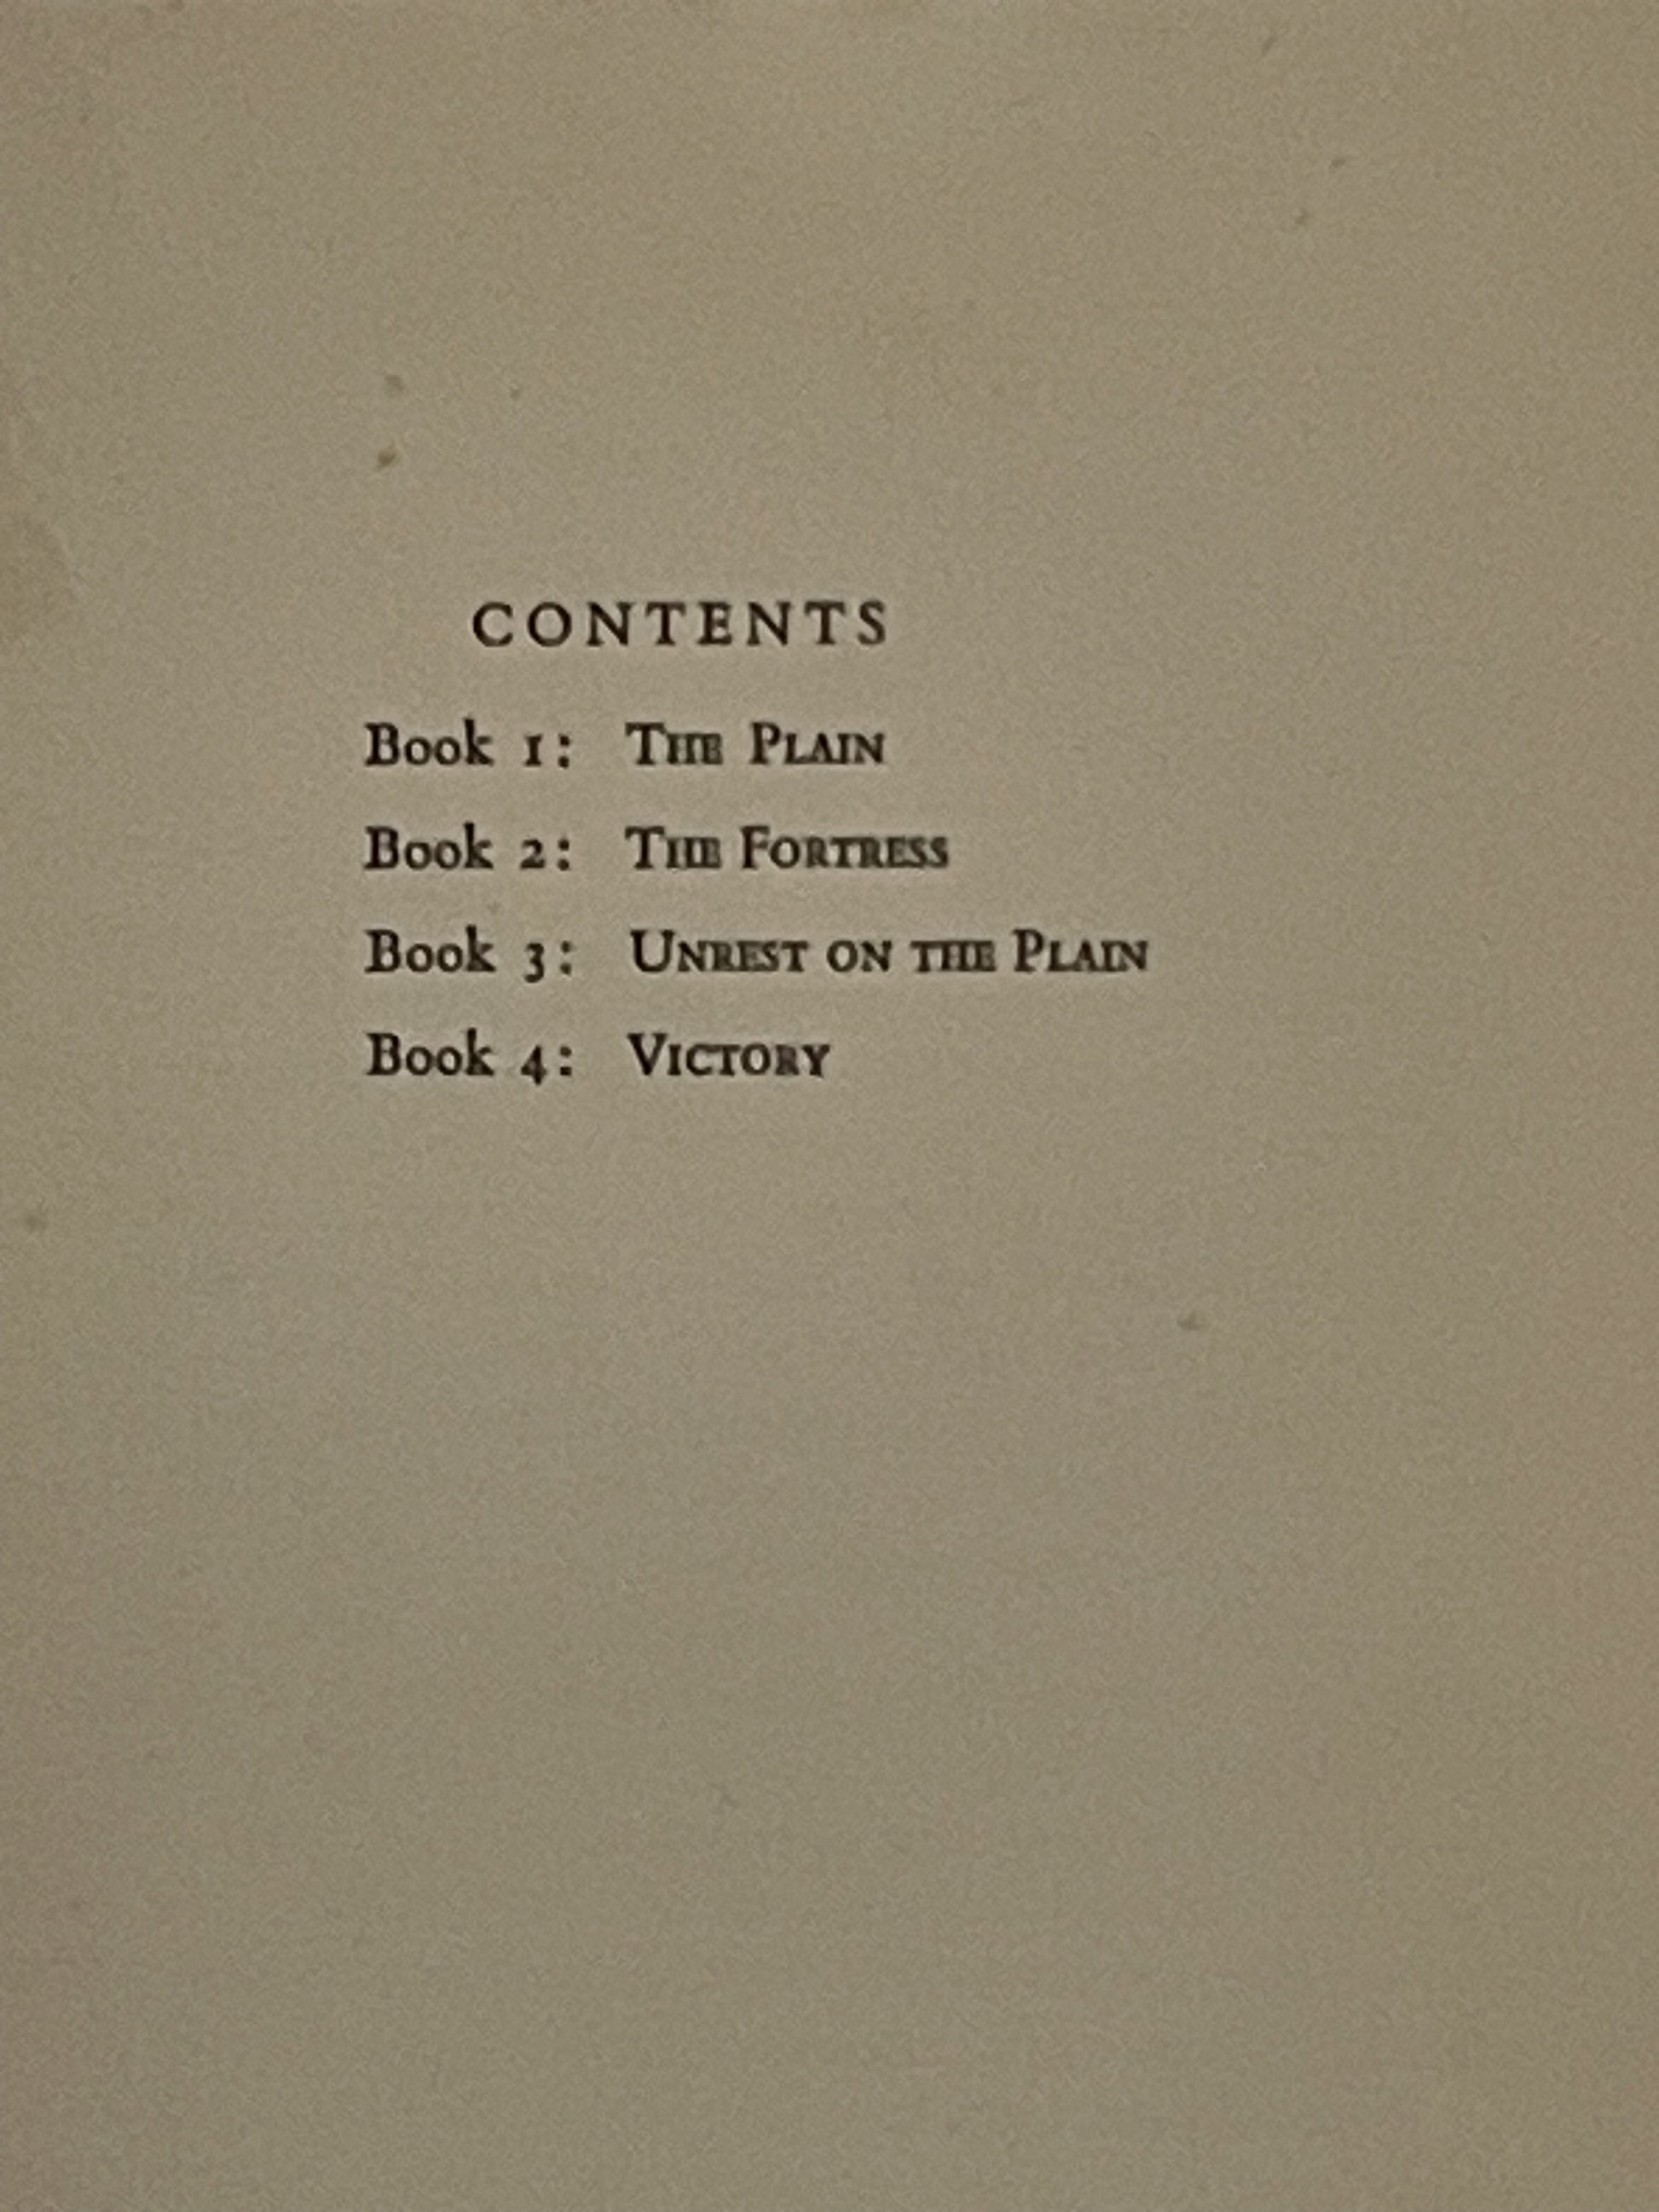 CONTENTS
Book 1: The Plain
Book 2: The Fortress
Book 3: Unrest on the Plain
Book 4: Victory